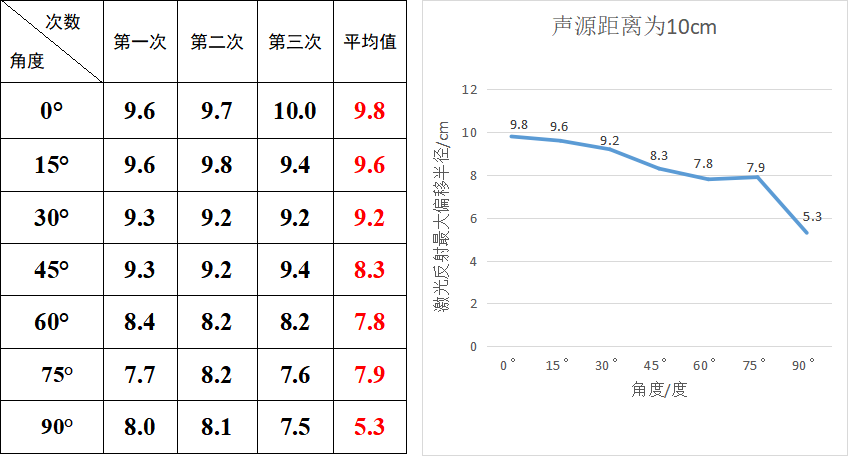 次数
角度
第一次 第二次 第三次 平均值
0° 9.6 9.7 10.0 9.8
15° 9.6 9.8 9.4 9.6
30° 9.3 9.2 9.2 9.2
45° 9.3 9.2 9.4 8.3
60° 8.4 8.2 8.2 7.8
75° 7.7 8.2 7.6 7.9
90° 8.0 8.1 7.5 5.3
声源距离为10cm
激光反射最大偏移半径/cm
12
10
8
6
4
2
0
9.8 9.6 9.2 8.3 7.8 7.9 5.3
0° 15° 30° 45° 60° 75° 90°
角度/度